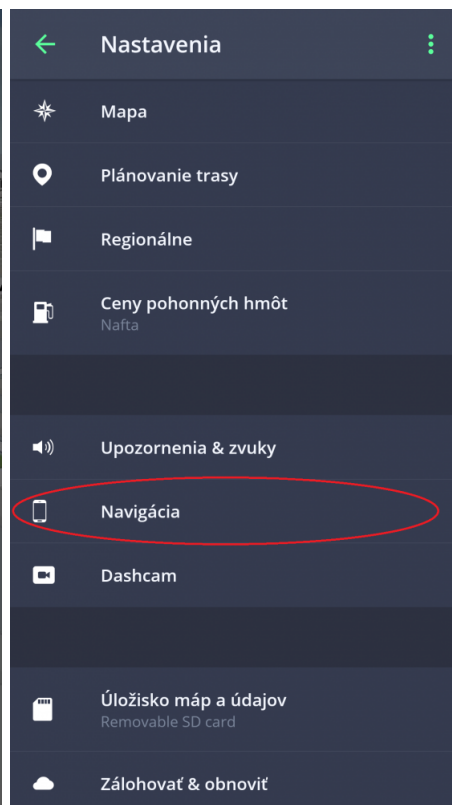 Nastavenia
Mapa
Plánovanie trasy
Regionálne
Ceny pohonných hmôt
Nafta
Upozornenia & zvuky
Navigácia
Dashcam
Úložisko máp a údajov
Removable SD card
Zálohovať & obnoviť